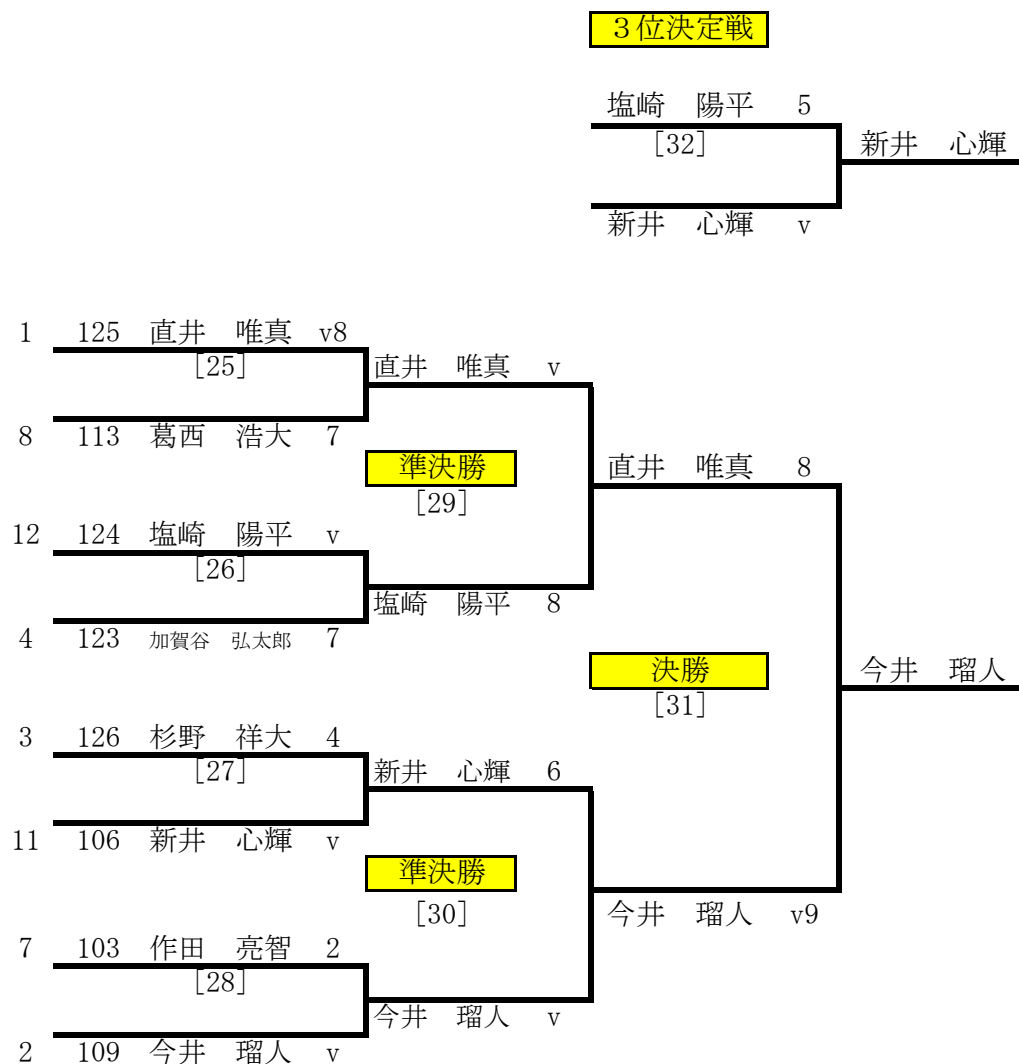 ３位決定戦
塩崎　陽平　5
[32]
新井　心輝
新井　心輝　v
1　125　直井　唯真　v8
[25]
直井　唯真　v
8　113　葛西　浩大　7
準決勝
[29]
直井　唯真　8
12　124　塩崎　陽平　v
[26]
塩崎　陽平　8
4　123　加賀谷　弘太郎　7
決勝
[31]
今井　瑠人
3　126　杉野　祥大　4
[27]
新井　心輝　6
11　106　新井　心輝　v
準決勝
[30]
今井　瑠人　v9
7　103　作田　亮智　2
[28]
今井　瑠人　v
2　109　今井　瑠人　v